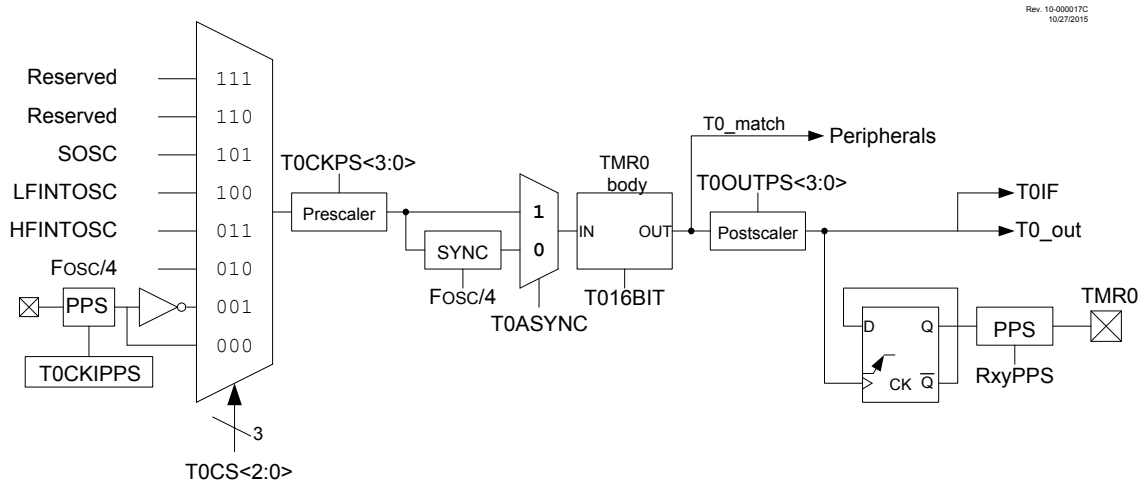 Rev. 10-000017C
10/27/2015
Reserved
111
Reserved
110
SOSC
101
LFINTOSC
100
HFINTOSC
011
FOSC/4
010
PPS
001
000
T0CKIPPS
3
T0CS<2:0>
T0CKPS<3:0>
Prescaler
SYNC
FOSC/4
1
0
T0ASYNC
TMR0
body
IN
OUT
T016BIT
T0_match
Peripherals
T0OUTPS<3:0>
Postscaler
T0IF
T0_out
D
Q
CK
Q̅
PPS
RxyPPS
TMR0